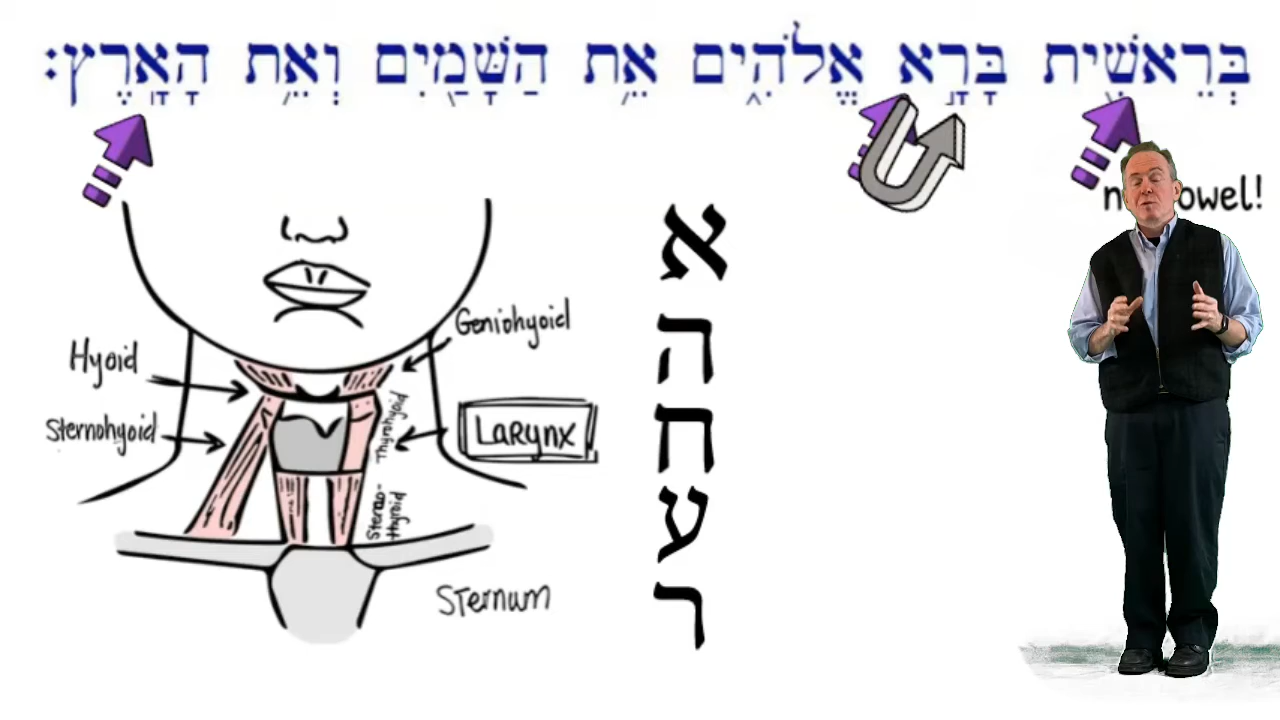 בְּרֵאשִׁ֖ית בָּרָ֣א אֱלֹהִ֑ים אֵ֥ת הַשָּׁמַ֖יִם וְאֵ֥ת הָאָֽרֶץ׃
no vowel!
א
ה
ח
ע
ר
Geniohyoid
Hyoid
Sternohyoid
Thyrohyoid
Larynx
Sterno-
thyroid
Sternum